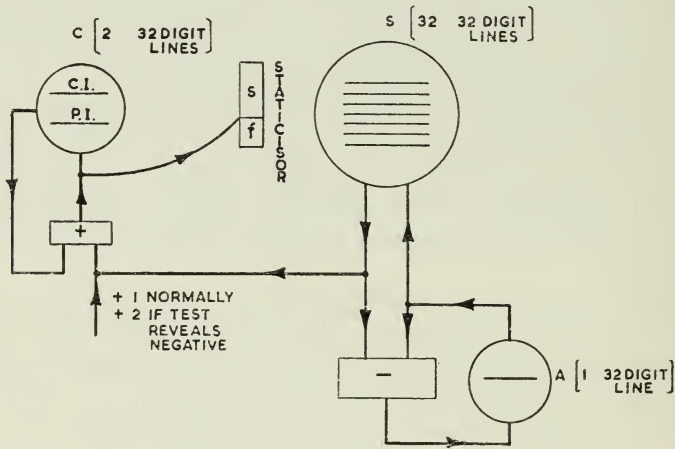 C [2 32 DIGIT
LINES]
S [32 32 DIGIT
LINES]
C.I.
P.I.
s
f
STATICISOR
+
+ 1 NORMALLY
+ 2 IF TEST
REVEALS
NEGATIVE
−
A [1 32 DIGIT
LINE]